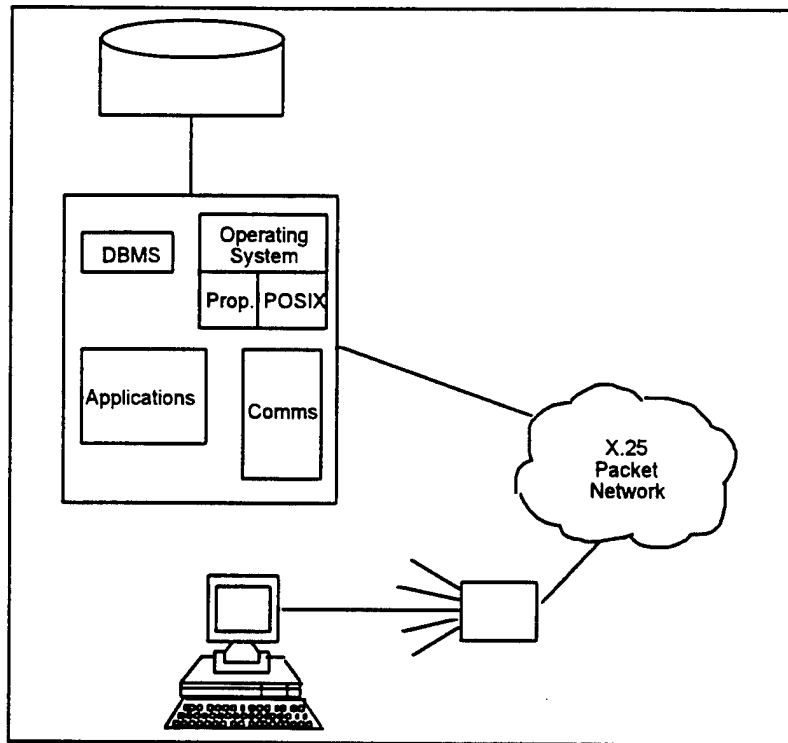 DBMS
Operating
System
Prop.
POSIX
Applications
Comms
X.25
Packet
Network